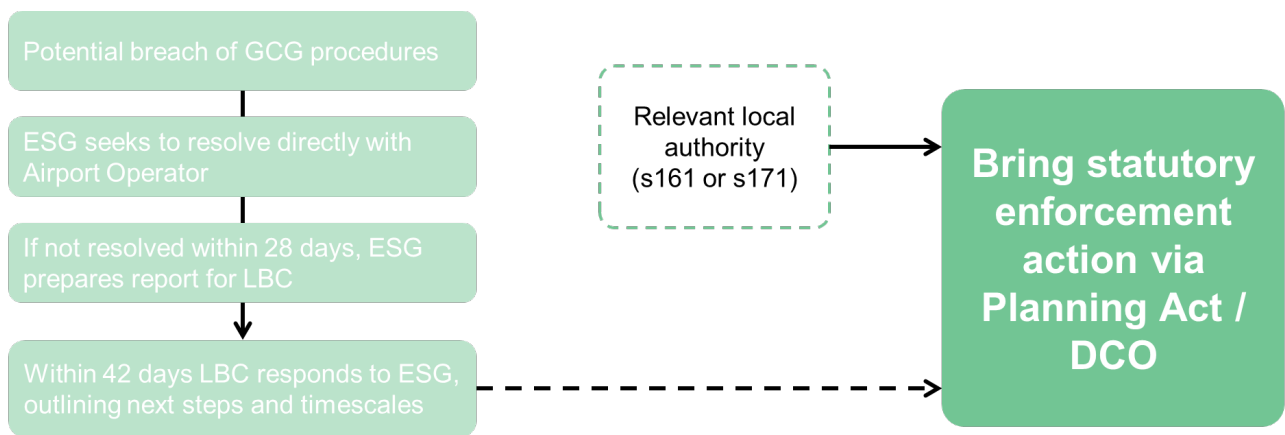 Potential breach of GCG procedures
ESG seeks to resolve directly with
Airport Operator
If not resolved within 28 days, ESG
prepares report for LBC
Within 42 days LBC responds to ESG,
outlining next steps and timescales
Relevant local
authority
(s161 or s171)
Bring statutory
enforcement
action via
Planning Act /
DCO